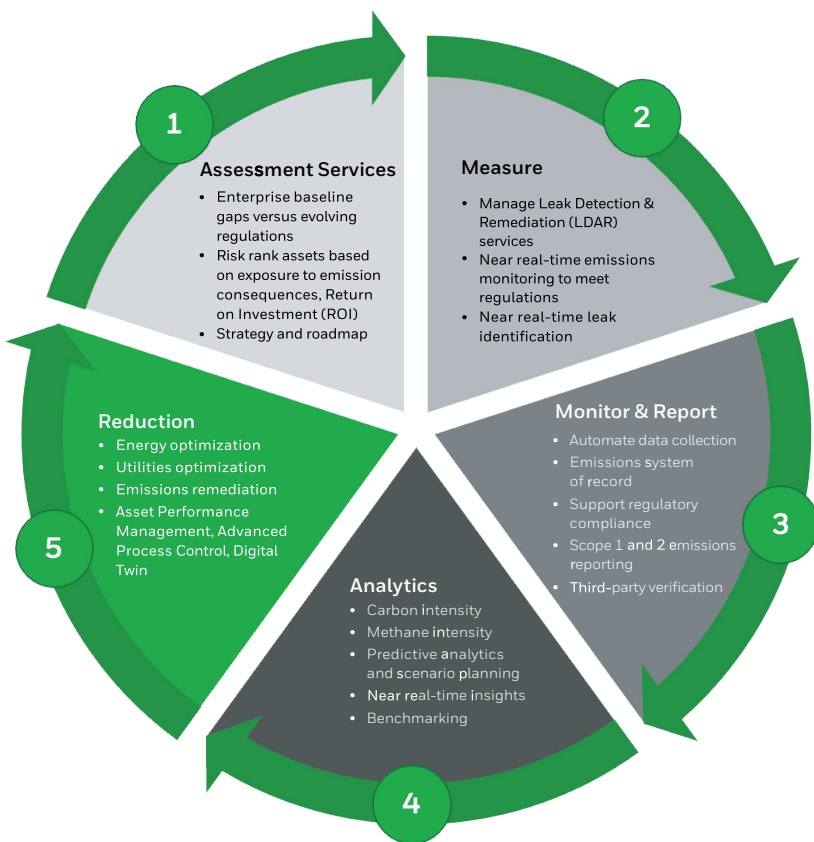 1
Assessment Services
• Enterprise baseline
gaps versus evolving
regulations
• Risk rank assets based
on exposure to emission
consequences, Return
on Investment (ROI)
• Strategy and roadmap
2
Measure
• Manage Leak Detection &
Remediation (LDAR)
services
• Near real-time emissions
monitoring to meet
regulations
• Near real-time leak
identification
3
Monitor & Report
• Automate data collection
• Emissions system
of record
• Support regulatory
compliance
• Scope 1 and 2 emissions
reporting
• Third-party verification
4
Analytics
• Carbon intensity
• Methane intensity
• Predictive analytics
and scenario planning
• Near real-time insights
• Benchmarking
5
Reduction
• Energy optimization
• Utilities optimization
• Emissions remediation
• Asset Performance
Management, Advanced
Process Control, Digital
Twin